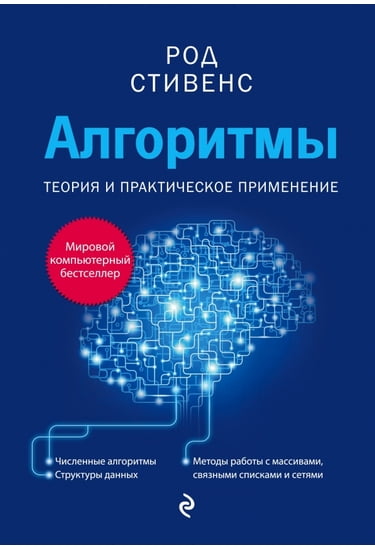 РОД
СТИВЕНС
Алгоритмы
ТЕОРИЯ И ПРАКТИЧЕСКОЕ ПРИМЕНЕНИЕ
Мировой
компьютерный
бестселлер
Численные алгоритмы
Структуры данных
Методы работы с массивами,
связными списками и сетями